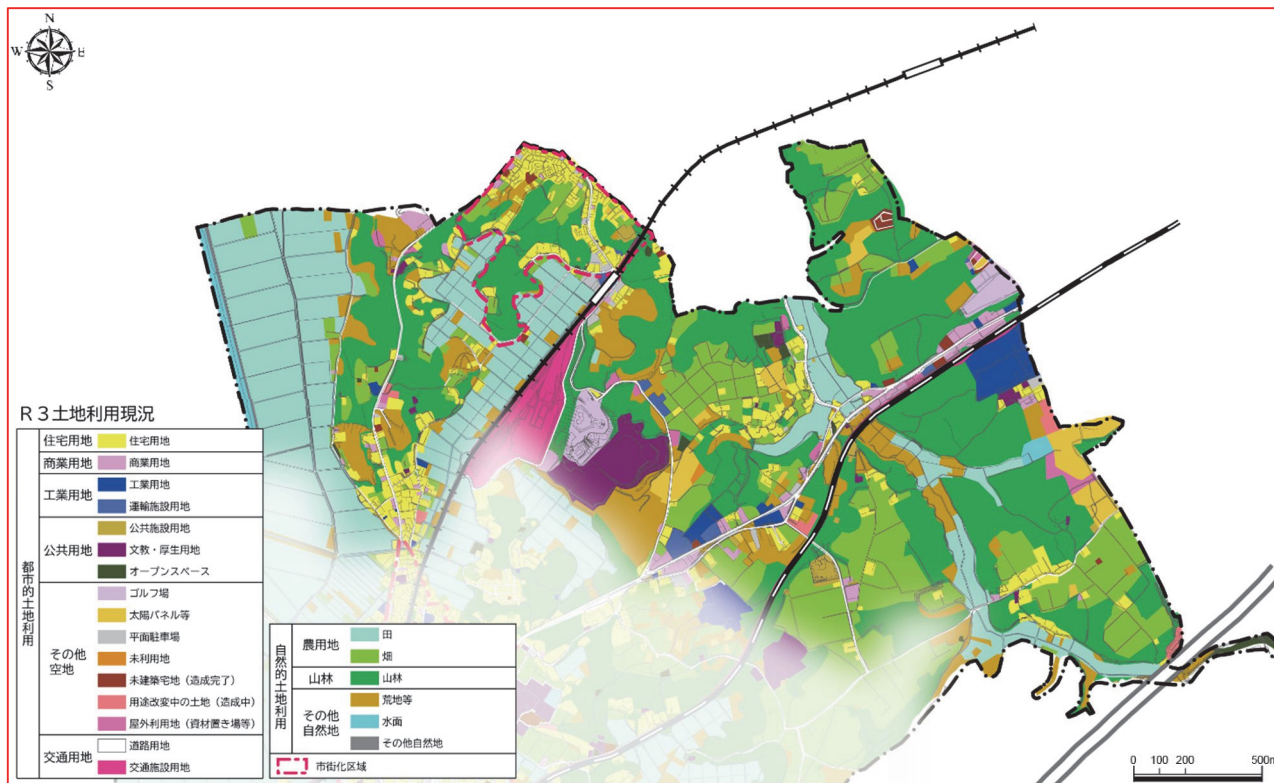 N
W E
S
R3土地利用現況
都市的土地利用
住宅用地
住宅用地
商業用地
商業用地
工業用地
工業用地
運輸施設用地
公共用地
公共施設用地
文教・厚生用地
オープンスペース
その他空地
ゴルフ場
太陽パネル等
平面駐車場
未利用地
未建築宅地（造成完了）
用途改変中の土地（造成中）
屋外利用地（資材置き場等）
交通用地
道路用地
交通施設用地
自然的土地利用
農用地
田
畑
山林
山林
その他自然地
荒地等
水面
その他自然地
市街化区域
0 100 200 500m